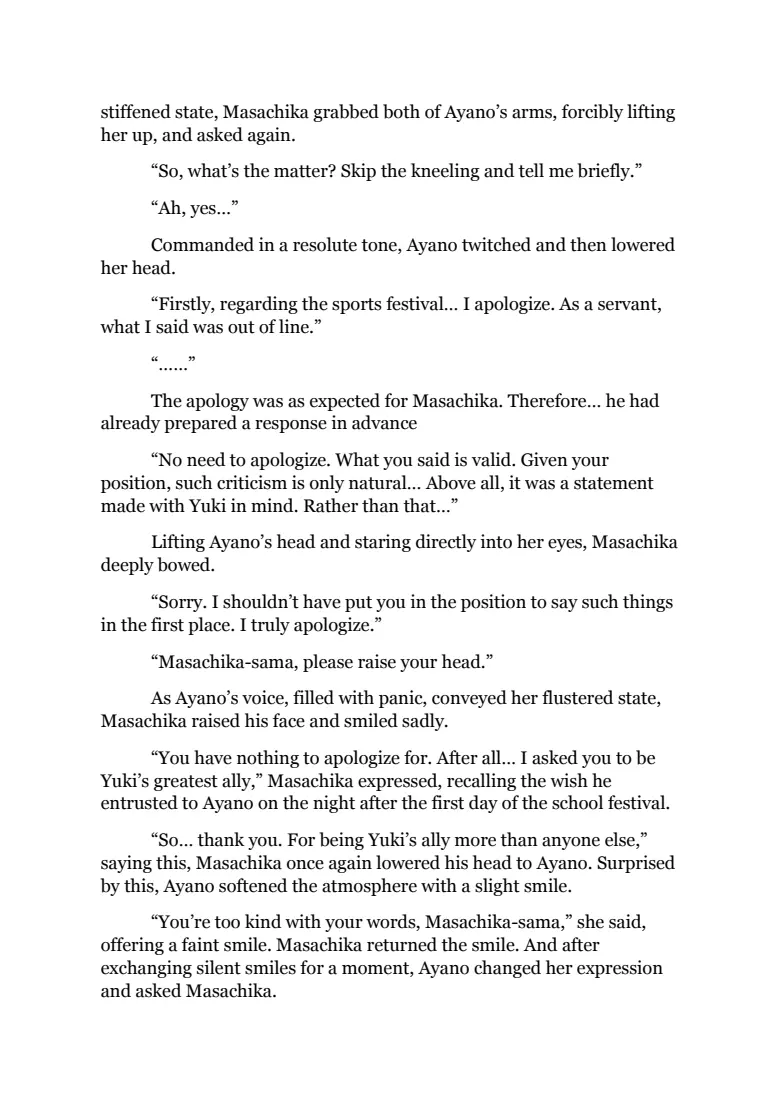 stiffened state, Masachika grabbed both of Ayano’s arms, forcibly lifting
her up, and asked again.
“So, what’s the matter? Skip the kneeling and tell me briefly.”
“Ah, yes…”
Commanded in a resolute tone, Ayano twitched and then lowered
her head.
“Firstly, regarding the sports festival… I apologize. As a servant,
what I said was out of line.”
“……”
The apology was as expected for Masachika. Therefore… he had
already prepared a response in advance
“No need to apologize. What you said is valid. Given your
position, such criticism is only natural… Above all, it was a statement
made with Yuki in mind. Rather than that…”
Lifting Ayano’s head and staring directly into her eyes, Masachika
deeply bowed.
“Sorry. I shouldn’t have put you in the position to say such things
in the first place. I truly apologize.”
“Masachika-sama, please raise your head.”
As Ayano’s voice, filled with panic, conveyed her flustered state,
Masachika raised his face and smiled sadly.
“You have nothing to apologize for. After all… I asked you to be
Yuki’s greatest ally,” Masachika expressed, recalling the wish he
entrusted to Ayano on the night after the first day of the school festival.
“So… thank you. For being Yuki’s ally more than anyone else,”
saying this, Masachika once again lowered his head to Ayano. Surprised
by this, Ayano softened the atmosphere with a slight smile.
“You’re too kind with your words, Masachika-sama,” she said,
offering a faint smile. Masachika returned the smile. And after
exchanging silent smiles for a moment, Ayano changed her expression
and asked Masachika.